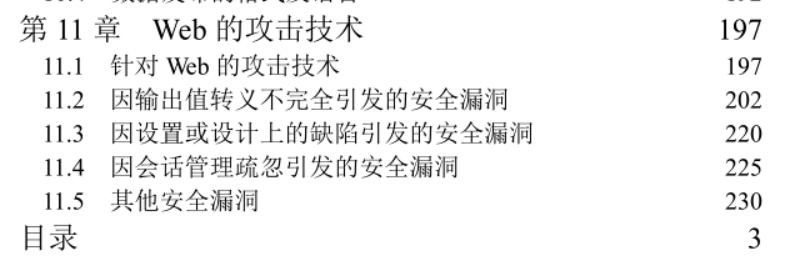 第 11 章 Web 的攻击技术 197
11.1 针对 Web 的攻击技术 197
11.2 因输出值转义不完全引发的安全漏洞 202
11.3 因设置或设计上的缺陷引发的安全漏洞 220
11.4 因会话管理疏忽引发的安全漏洞 225
11.5 其他安全漏洞 230
目录 3